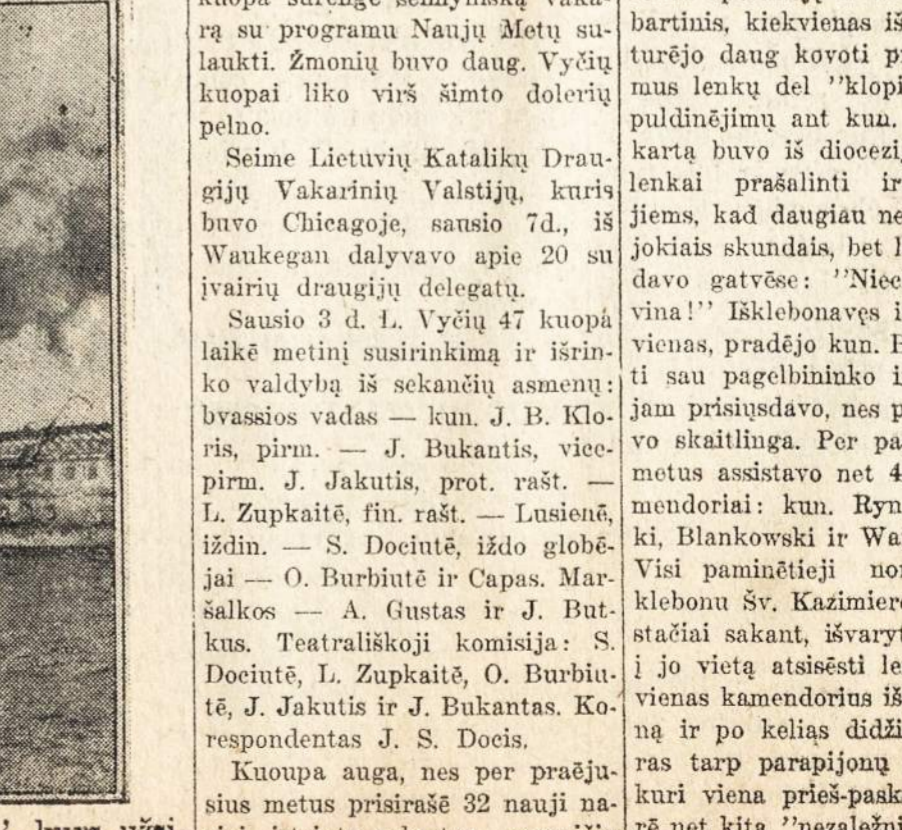 kuopa surengė šeimynišką vaka-
rą su programu Naujų Metų su-
laukti. Žmonių buvo daug. Vyčių
kuopai liko virš šimto dolerių
pelno.
Seime Lietuvių Katalikų Drau-
gijų Vakarinių Valstijų, kuris
buvo Chicagoje, sausio 7d., iš
Waukegan dalyvavo apie 20 su
įvairių draugijų delegatų.
Sausio 3 d. L. Vyčių 47 kuopa
laikė metinį susirinkimą ir išrin-
ko valdybą iš sekančių asmenų:
bvassios vadas — kun. J. B. Klo-
ris, pirm. — J. Bukantis, vice-
pirm. J. Jakutis, prot. rašt. —
L. Zupkaitė, fin. rašt. — Lusienė,
iždin. — S. Dociutė, iždo globė-
jai — O. Burbiutė ir Capas. Mar-
šalkos — A. Gustas ir J. But-
kus. Teatrališkoji komisija: S.
Dociutė, L. Zupkaitė, O. Burbiu-
tė, J. Jakutis ir J. Bukantas. Ko-
respondentas J. S. Docis.
Kuoupa auga, nes per praėju-
sius metus prisirašė 32 nauji na-
bartinis, kiekvienas iš
turėjo daug kovoti p
mus lenkų del "klopi
puldinėjimų ant kun.
kartą buvo iš diocezi
lenkai prašalinti ir
jiems, kad daugiau ne
jokiais skundais, bet l
davo gatvėse: "Niec
vina!" Išklebonavęs i
vienas, pradėjo kun.
ti sau pagelbininko i
jam prisiųsdavo, nes p
vo skaitlinga. Per pa
metus assistavo net 4
mendoriai: kun. Ryn
ki, Blankowski ir Wa
Visi paminėtieji no
klebonu Šv. Kazimier
stačiai sakant, išvaryt
į jo vietą atsisėsti le
vienas kamendorius iš
ną ir po kelias didži
ras tarp parapijonų
kuri viena prieš-pask
rė net kitą "nezaležni